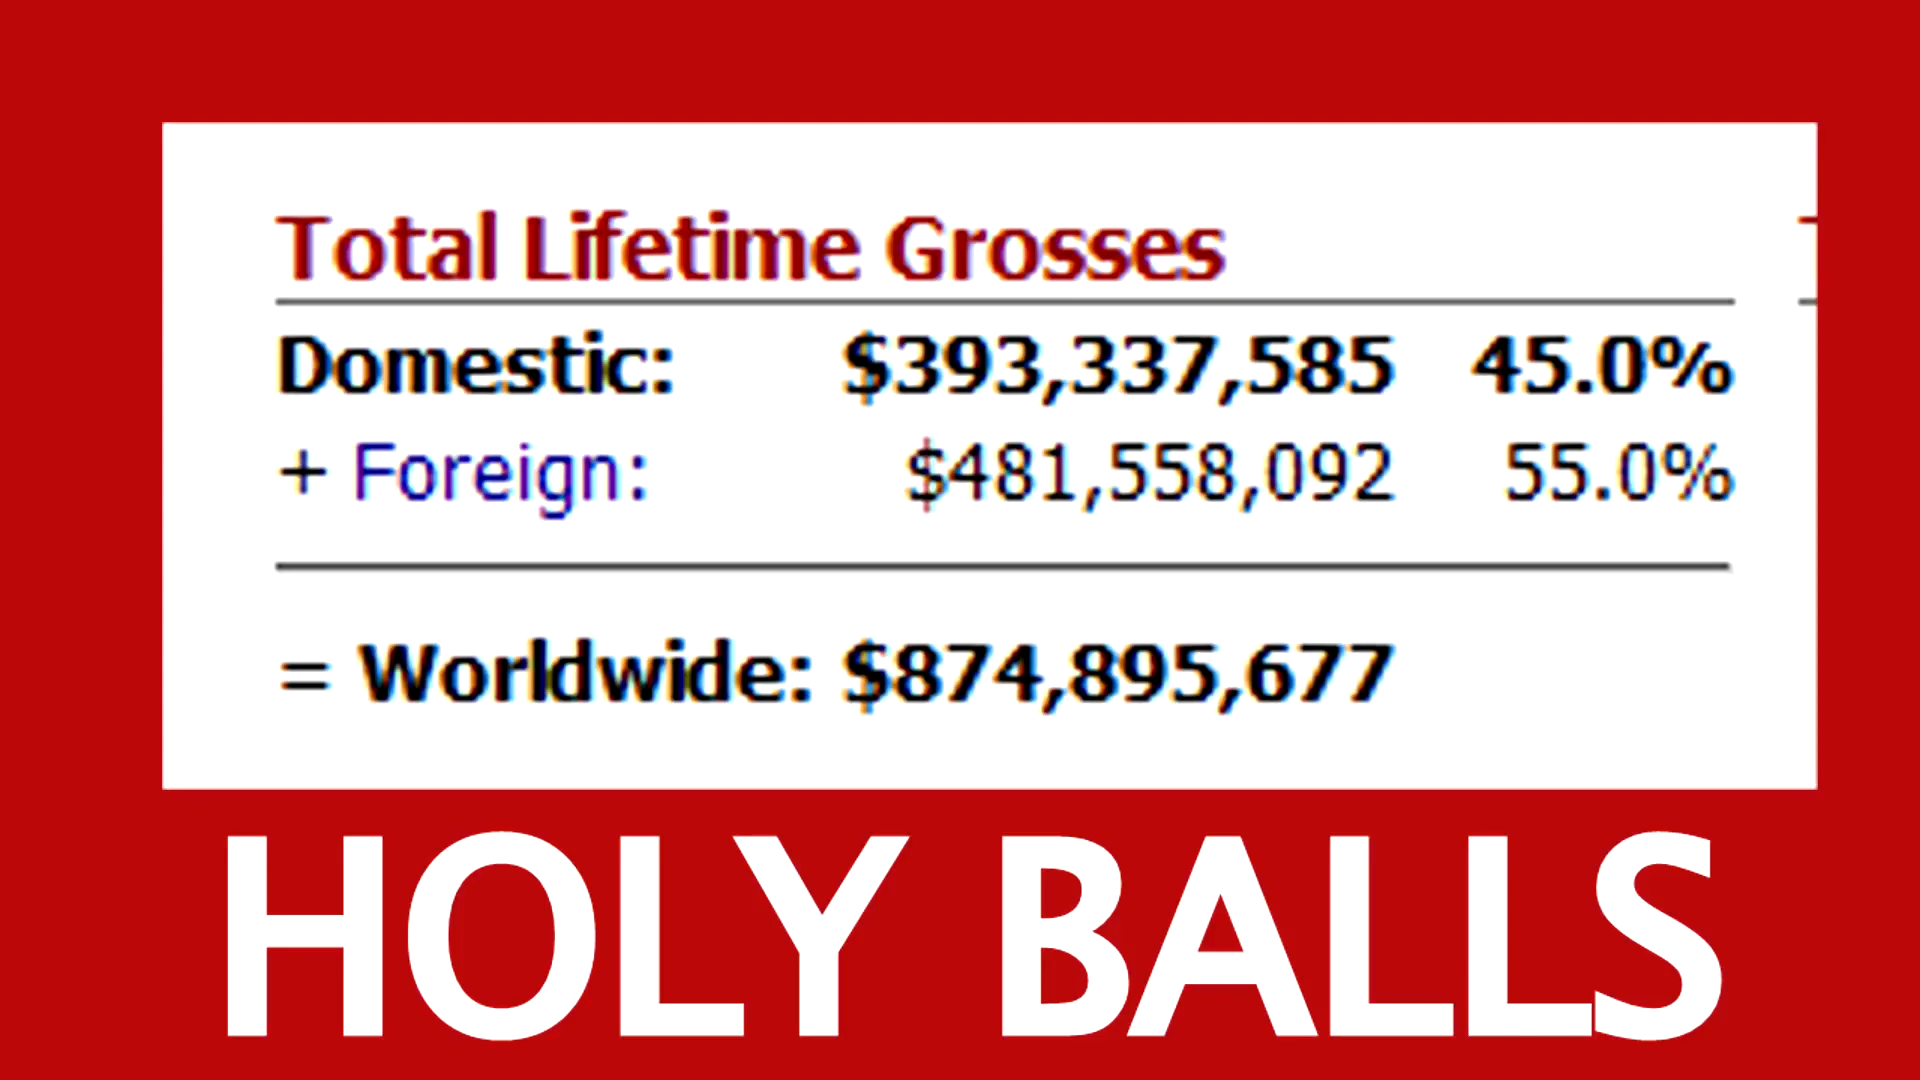 Total Lifetime Grosses
Domestic: $393,337,585 45.0%
+ Foreign: $481,558,092 55.0%
= Worldwide: $874,895,677
HOLY BALLS